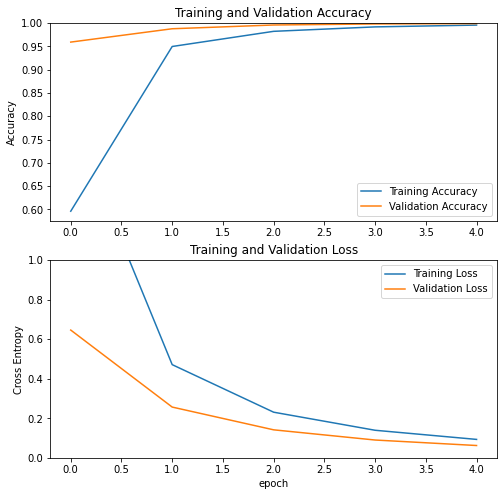 Training and Validation Accuracy
1.00
0.95
0.90
0.85
0.80
0.75
0.70
0.65
0.60
Accuracy
Training Accuracy
Validation Accuracy
0.0 0.5 1.0 1.5 2.0 2.5 3.0 3.5 4.0
Training and Validation Loss
1.0
0.8
0.6
0.4
0.2
0.0
Cross Entropy
Training Loss
Validation Loss
0.0 0.5 1.0 1.5 2.0 2.5 3.0 3.5 4.0
epoch